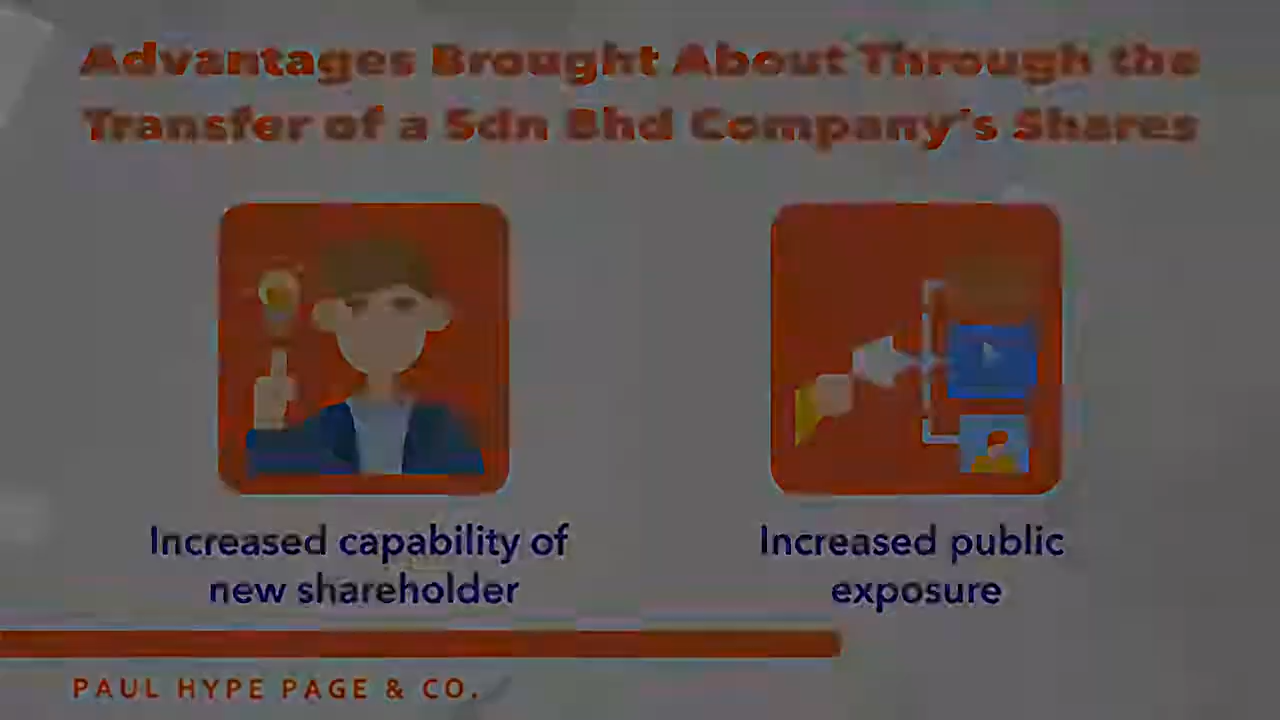 Advantages Brought About Through the
Transfer of a Sdn Bhd Company's Shares
Increased capability of
new shareholder
Increased public
exposure
PAUL HYPE PAGE & CO.